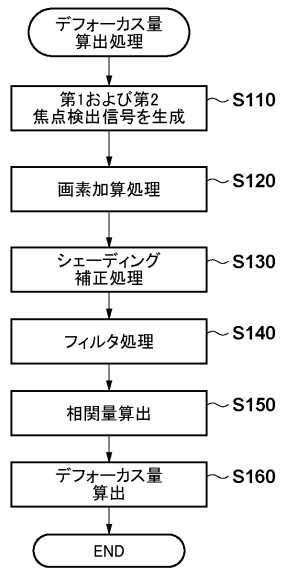 デフォーカス量
算出処理
第1および第2
焦点検出信号を生成
S110
画素加算処理
S120
シェーディング
補正処理
S130
フィルタ処理
S140
相関量算出
S150
デフォーカス量
算出
S160
END